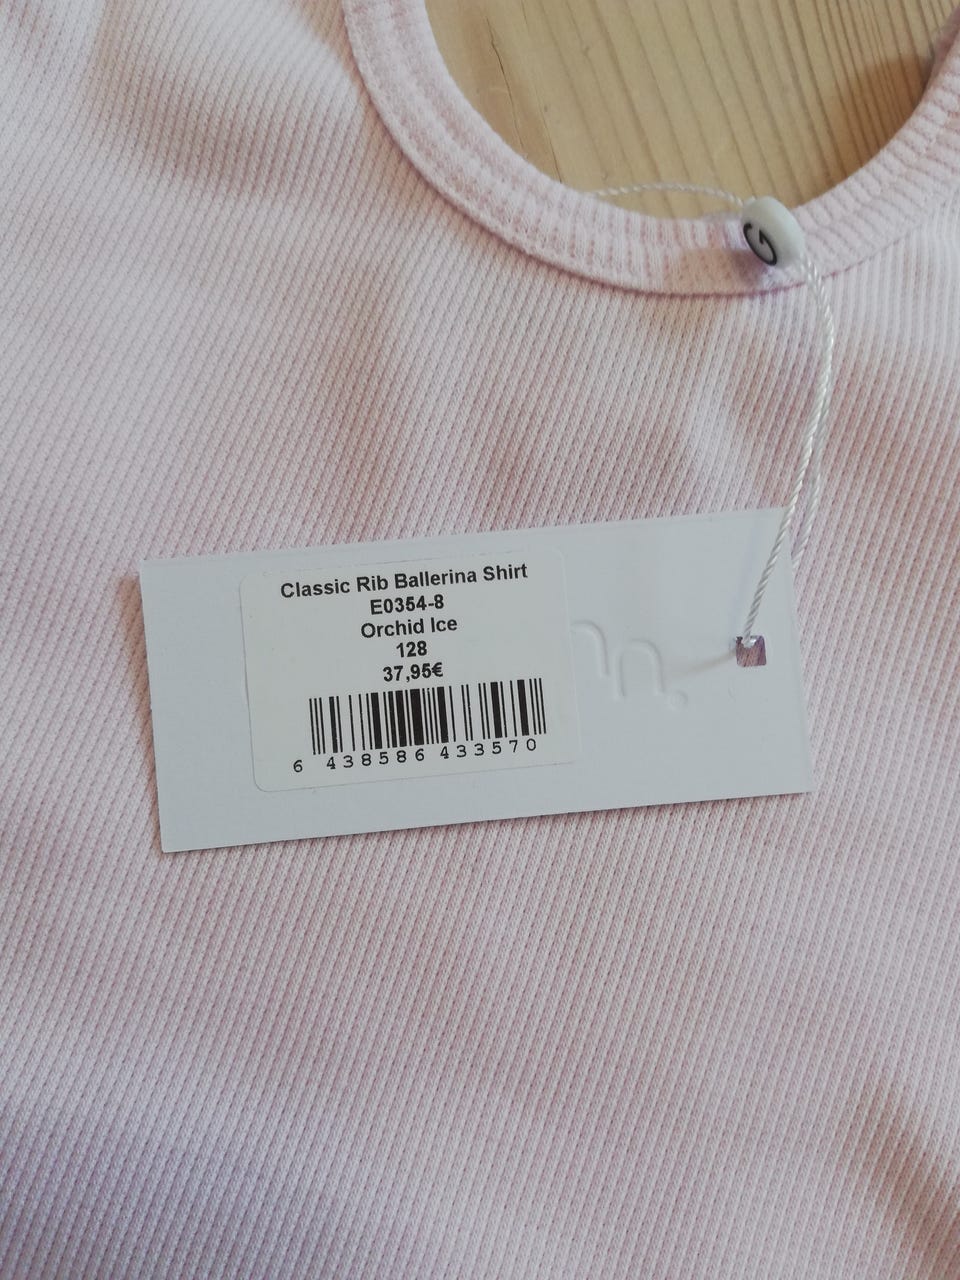 Classic Rib Ballerina Shirt
E0354-8
Orchid Ice
128
37,95€
6 438586 433570
G